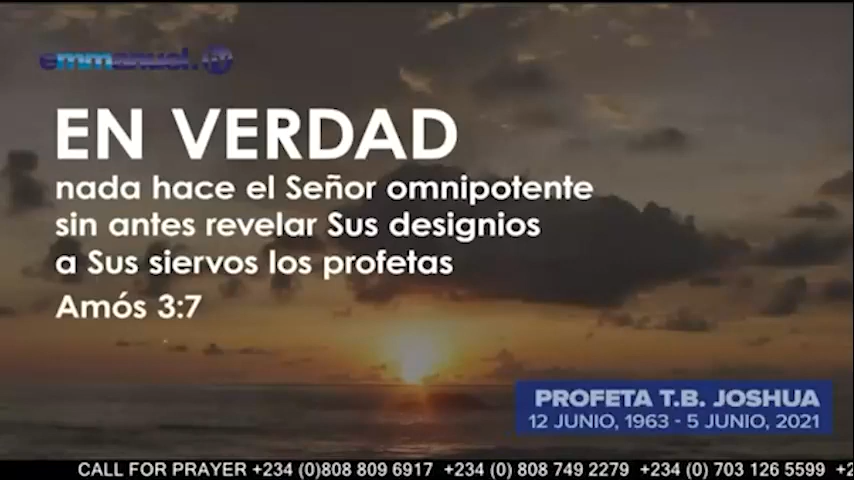 emmanuel.tv
EN VERDAD
nada hace el Señor omnipotente
sin antes revelar Sus designios
a Sus siervos los profetas
Amós 3:7
PROFETA T.B. JOSHUA
12 JUNIO, 1963 - 5 JUNIO, 2021
CALL FOR PRAYER +234 (0)808 809 6917 +234 (0) 808 749 2279 +234 (0) 703 126 5599 +2